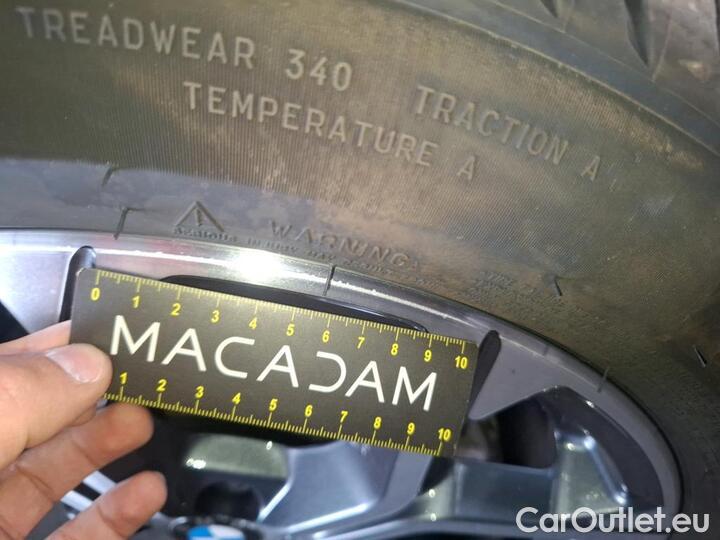 TREADWEAR 340 TRACTION A
TEMPERATURE A
WARNING
0 1 2 3 4 5 6 7 8 9 10
MACADAM
1 2 3 4 5 6 7 8 9 10
CarOutlet.eu